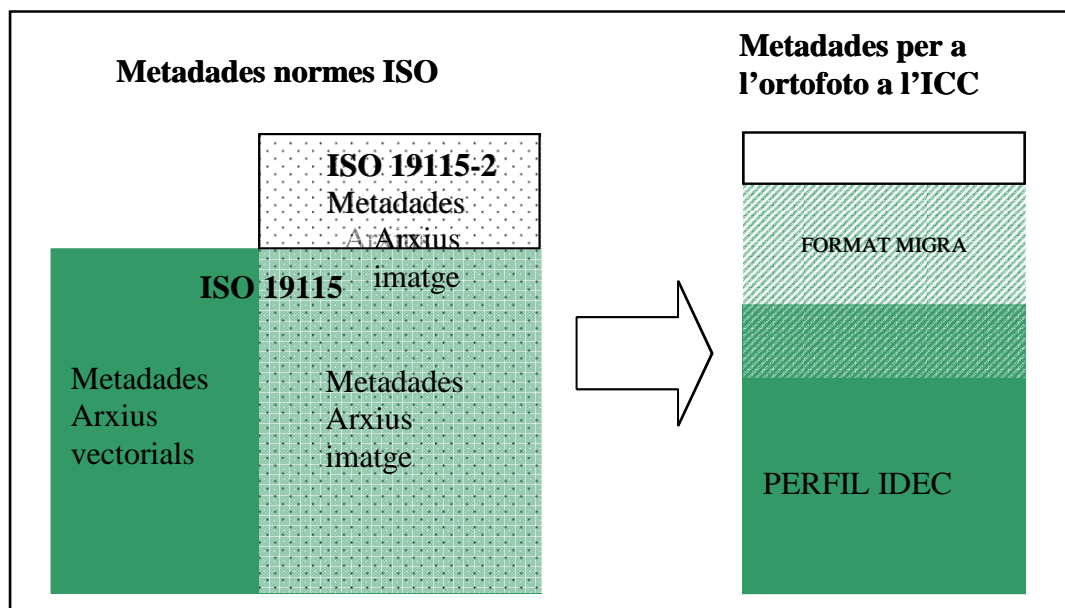 Metadades normes ISO
Metadades per a
l’ortofoto a l’ICC
ISO 19115-2
Metadades
Arxius
imatge
ISO 19115
Metadades
Arxius
vectorials
Metadades
Arxius
imatge
FORMAT MIGRA
PERFIL IDEC